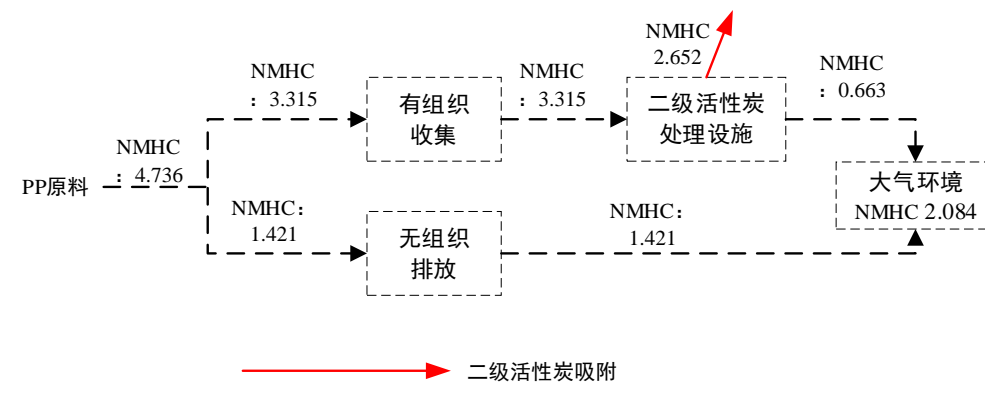 PP原料
NMHC
：4.736
NMHC
：3.315
有组织
收集
NMHC
：3.315
NMHC
2.652
二级活性炭
处理设施
NMHC
：0.663
大气环境
NMHC 2.084
NMHC：
1.421
无组织
排放
NMHC：
1.421
二级活性炭吸附